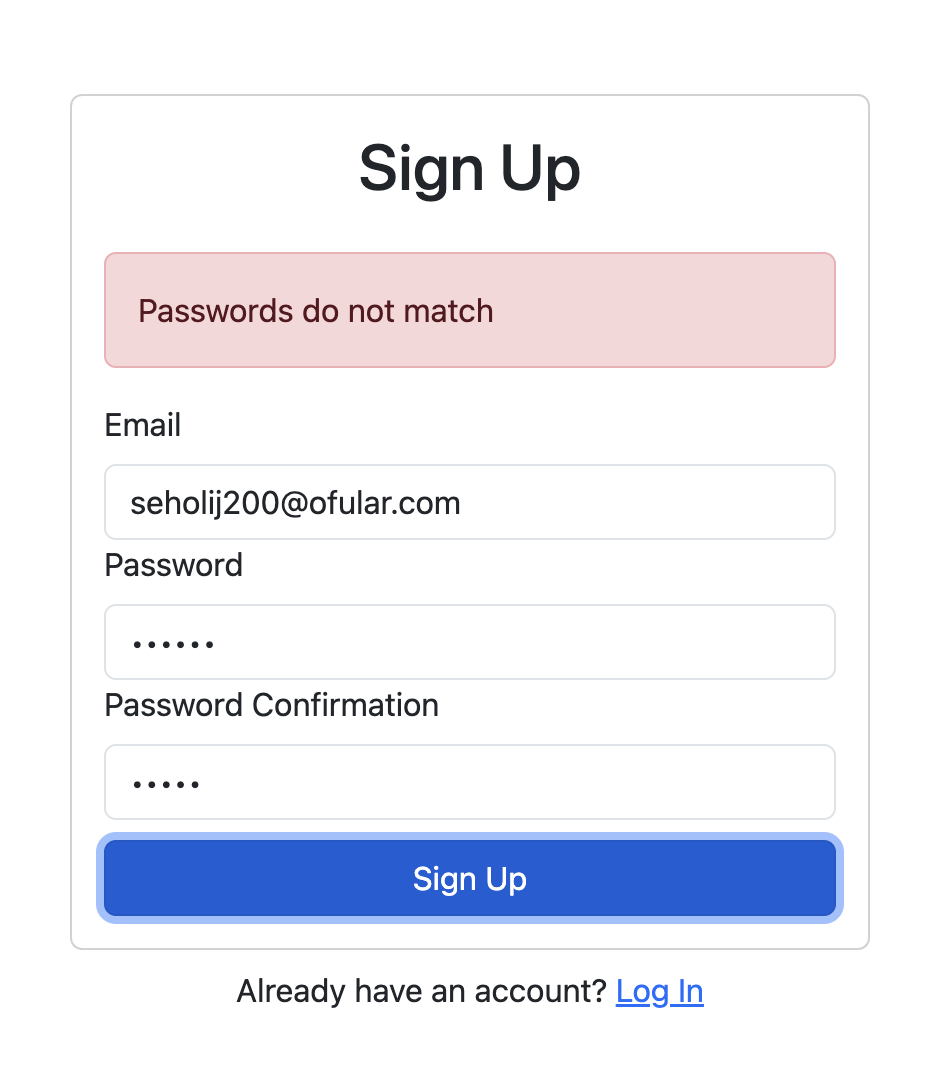 Sign Up
Passwords do not match
Email
seholij200@ofular.com
Password
••••••
Password Confirmation
•••••
Sign Up
Already have an account? Log In